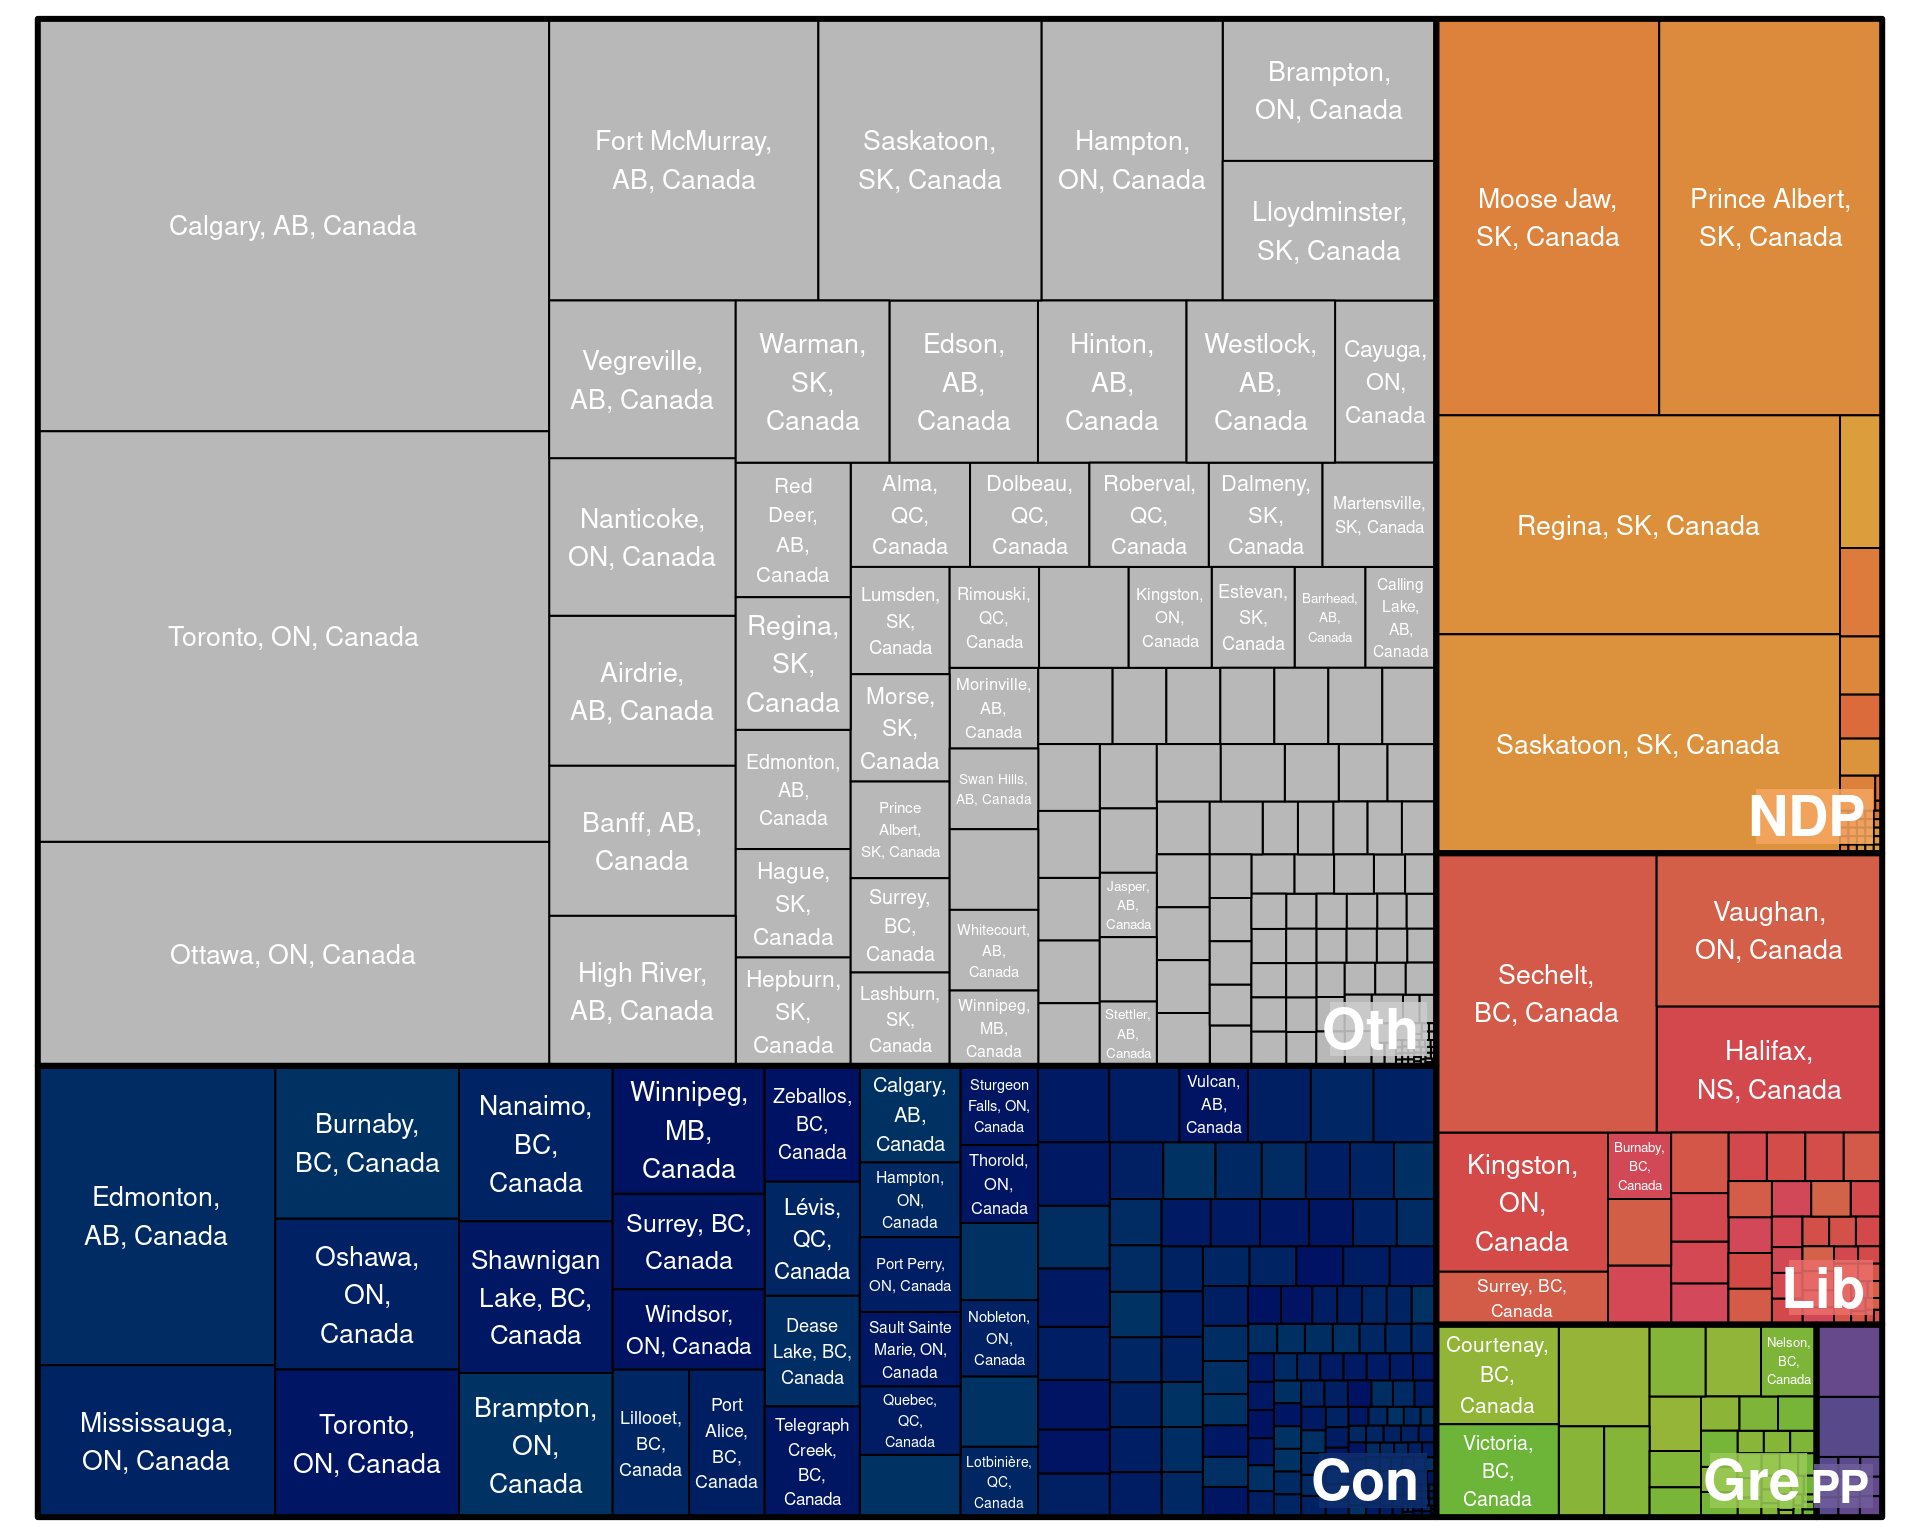 Calgary, AB, Canada
Toronto, ON, Canada
Ottawa, ON, Canada
Fort McMurray,
AB, Canada
Saskatoon,
SK, Canada
Hampton,
ON, Canada
Brampton,
ON, Canada
Lloydminster,
SK, Canada
Vegreville,
AB, Canada
Nanticoke,
ON, Canada
Airdrie,
AB, Canada
Banff, AB,
Canada
High River,
AB, Canada
Warman,
SK,
Canada
Edson,
AB,
Canada
Hinton,
AB,
Canada
Westlock,
AB,
Canada
Cayuga,
ON,
Canada
Red
Deer,
AB,
Canada
Regina,
SK,
Canada
Edmonton,
AB,
Canada
Hague,
SK,
Canada
Hepburn,
SK,
Canada
Alma,
QC,
Canada
Dolbeau,
QC,
Canada
Roberval,
QC,
Canada
Dalmeny,
SK,
Canada
Martensville,
SK, Canada
Lumsden,
SK,
Canada
Morse,
SK,
Canada
Prince
Albert,
SK, Canada
Surrey,
BC,
Canada
Lashburn,
SK,
Canada
Rimouski,
QC,
Canada
Kingston,
ON,
Canada
Estevan,
SK,
Canada
Barrhead,
AB,
Canada
Calling
Lake,
AB,
Canada
Morinville,
AB,
Canada
Swan Hills,
AB, Canada
Whitecourt,
AB,
Canada
Winnipeg,
MB,
Canada
Jasper,
AB,
Canada
Stettler,
AB,
Canada
Oth
Moose Jaw,
SK, Canada
Prince Albert,
SK, Canada
Regina, SK, Canada
Saskatoon, SK, Canada
NDP
Sechelt,
BC, Canada
Vaughan,
ON, Canada
Halifax,
NS, Canada
Kingston,
ON,
Canada
Surrey, BC,
Canada
Burnaby,
BC,
Canada
Lib
Edmonton,
AB, Canada
Mississauga,
ON, Canada
Burnaby,
BC, Canada
Oshawa,
ON,
Canada
Toronto,
ON, Canada
Nanaimo,
BC,
Canada
Shawnigan
Lake, BC,
Canada
Brampton,
ON,
Canada
Winnipeg,
MB,
Canada
Surrey, BC,
Canada
Windsor,
ON, Canada
Lillooet,
BC,
Canada
Port
Alice,
BC,
Canada
Zeballos,
BC,
Canada
Lévis,
QC,
Canada
Dease
Lake, BC,
Canada
Telegraph
Creek,
BC,
Canada
Calgary,
AB,
Canada
Hampton,
ON,
Canada
Port Perry,
ON, Canada
Sault Sainte
Marie, ON,
Canada
Quebec,
QC,
Canada
Sturgeon
Falls, ON,
Canada
Thorold,
ON,
Canada
Nobleton,
ON,
Canada
Lotbinière,
QC,
Canada
Vulcan,
AB,
Canada
Con
Courtenay,
BC,
Canada
Victoria,
BC,
Canada
Nelson,
BC,
Canada
Gre
PP